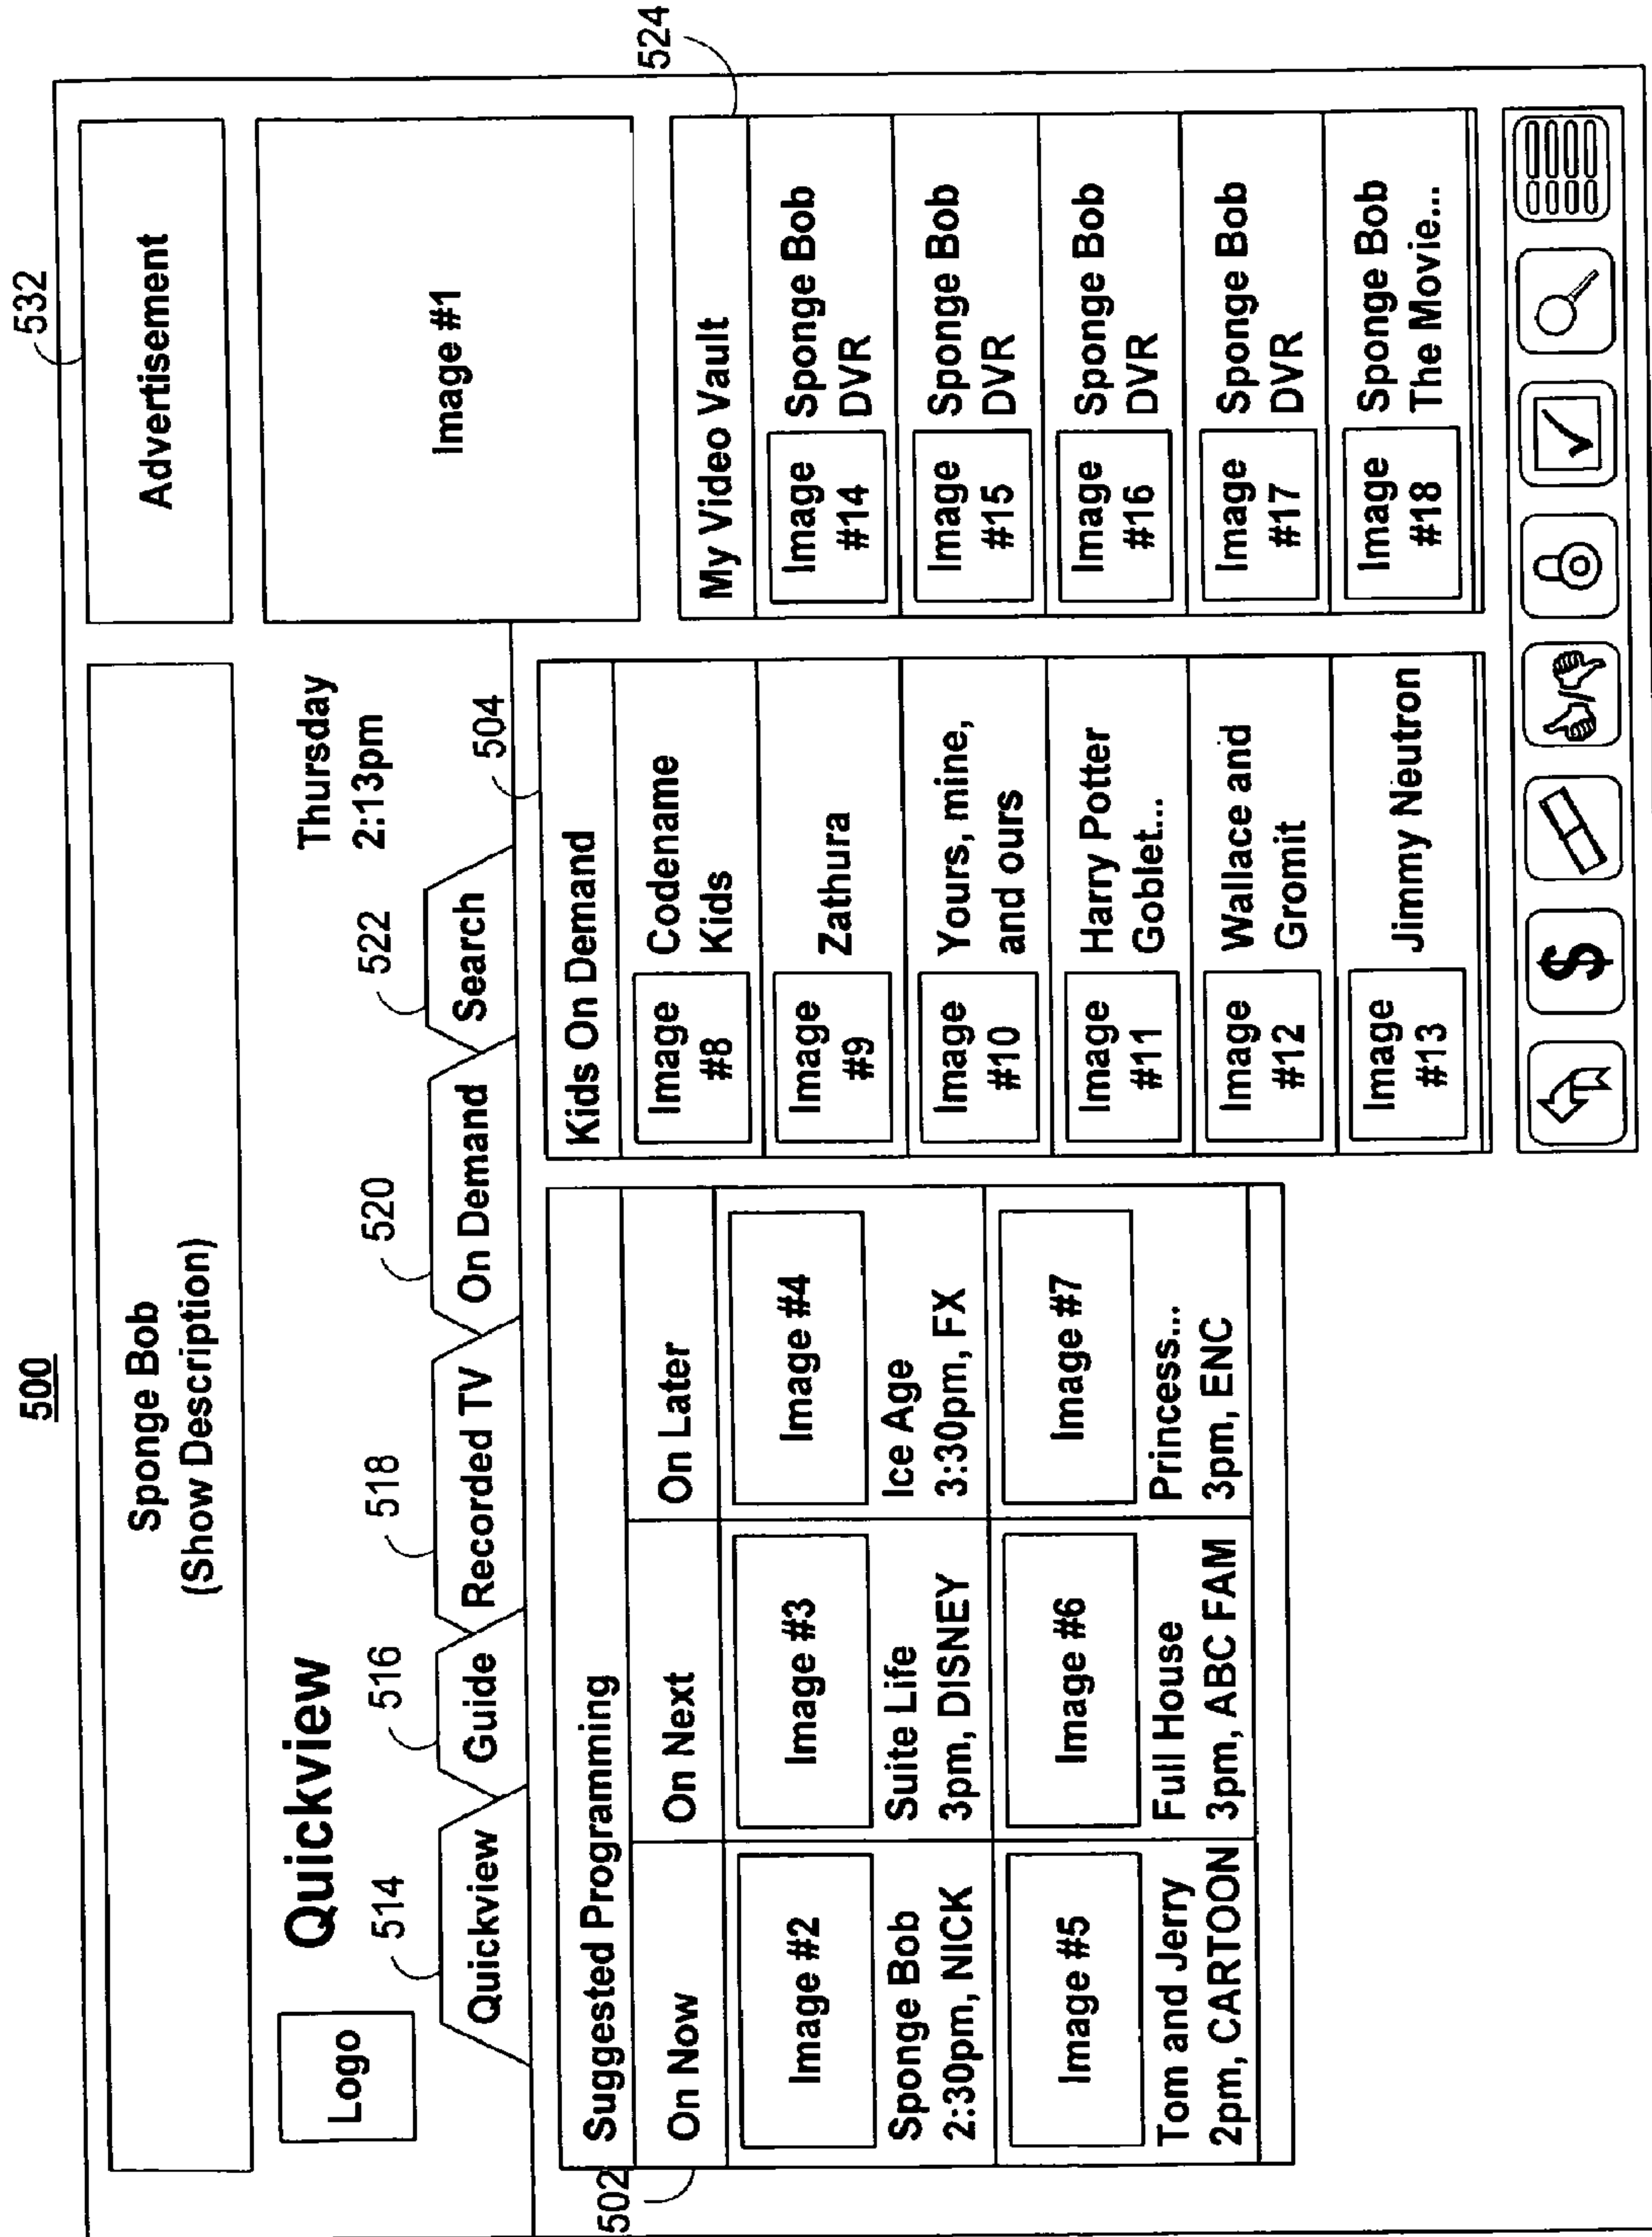 500
532
Sponge Bob
(Show Description)
Advertisement
Logo
Quickview
Thursday
2:13pm
Image #1
514
516
518
520
522
Quickview
Guide
Recorded TV
On Demand
Search
502
Suggested Programming
On Now
On Next
On Later
Image #2
Image #3
Image #4
Sponge Bob
2:30pm, NICK
Suite Life
3pm, DISNEY
Ice Age
3:30pm, FX
Image #5
Image #6
Image #7
Tom and Jerry
2pm, CARTOON
Full House
3pm, ABC FAM
Princess...
3pm, ENC
504
Kids On Demand
Image
#8
Codename
Kids
Image
#9
Zathura
Image
#10
Yours, mine,
and ours
Image
#11
Harry Potter
Goblet...
Image
#12
Wallace and
Gromit
Image
#13
Jimmy Neutron
524
My Video Vault
Image
#14
Sponge Bob
DVR
Image
#15
Sponge Bob
DVR
Image
#16
Sponge Bob
DVR
Image
#17
Sponge Bob
DVR
Image
#18
Sponge Bob
The Movie...
$